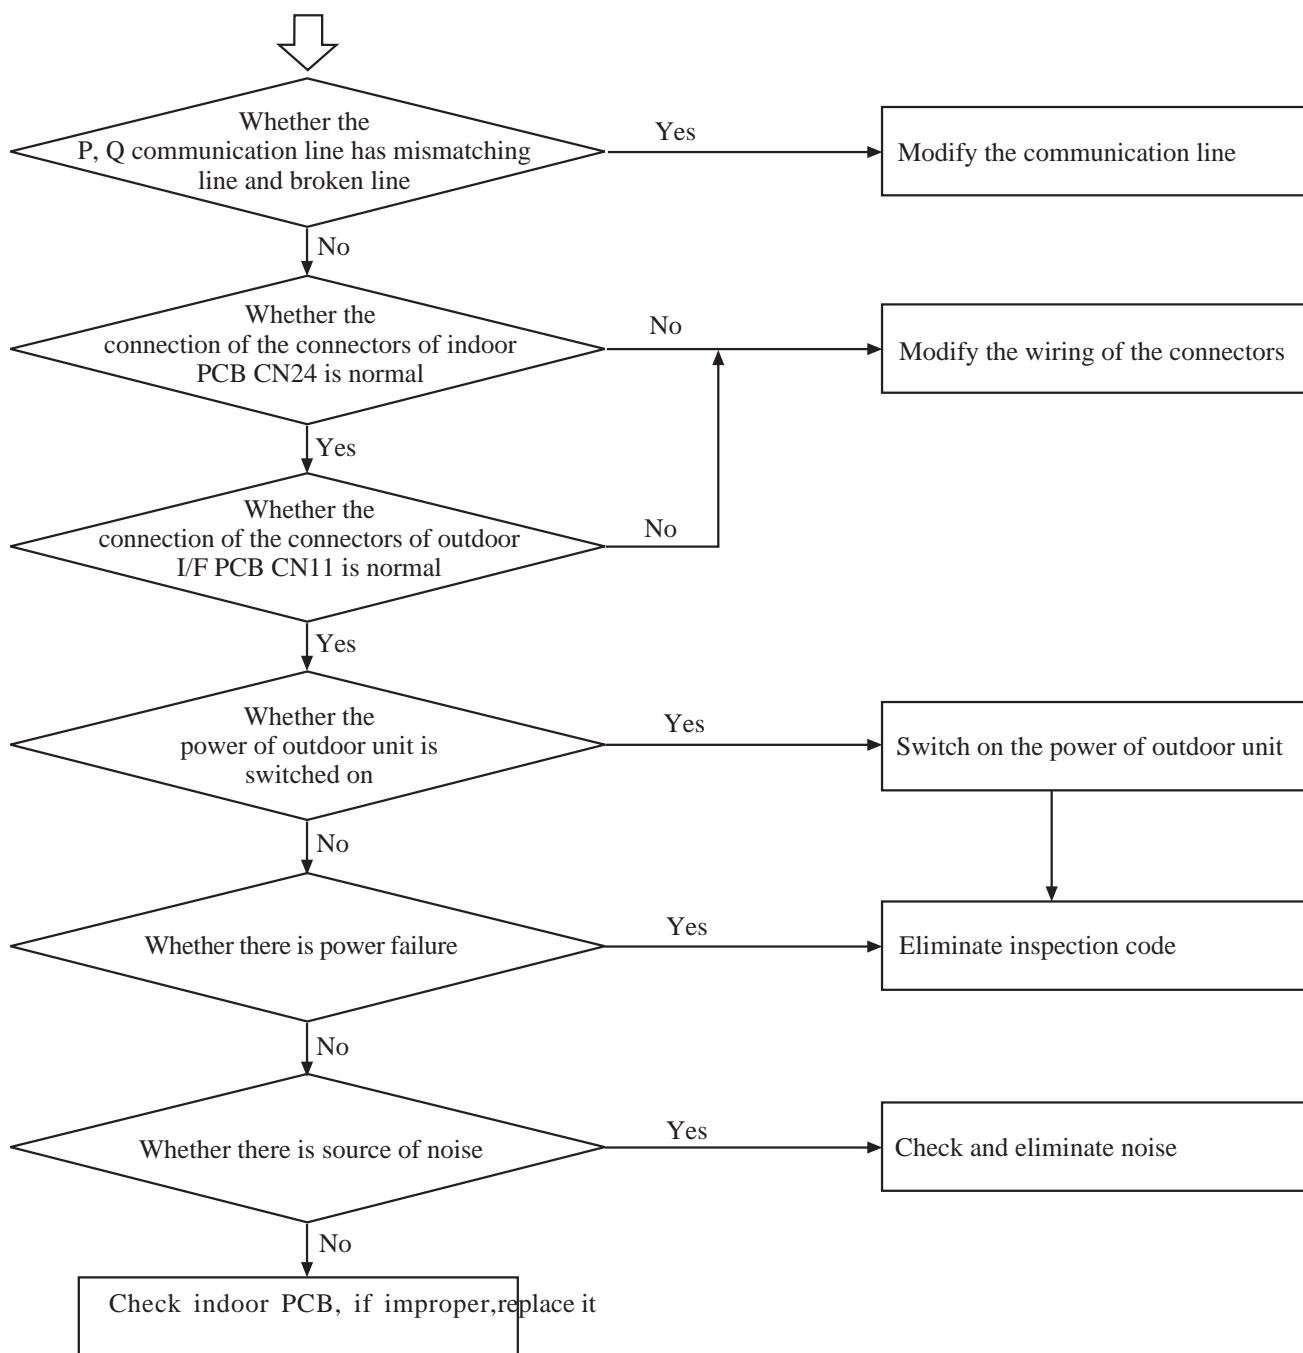 Whether the
P, Q communication line has mismatching
line and broken line
Yes
Modify the communication line
No
Whether the
connection of the connectors of indoor
PCB CN24 is normal
No
Modify the wiring of the connectors
Yes
Whether the
connection of the connectors of outdoor
I/F PCB CN11 is normal
No
Yes
Whether the
power of outdoor unit is
switched on
Yes
Switch on the power of outdoor unit
No
Whether there is power failure
Yes
Eliminate inspection code
No
Whether there is source of noise
Yes
Check and eliminate noise
No
Check indoor PCB, if improper,replace it